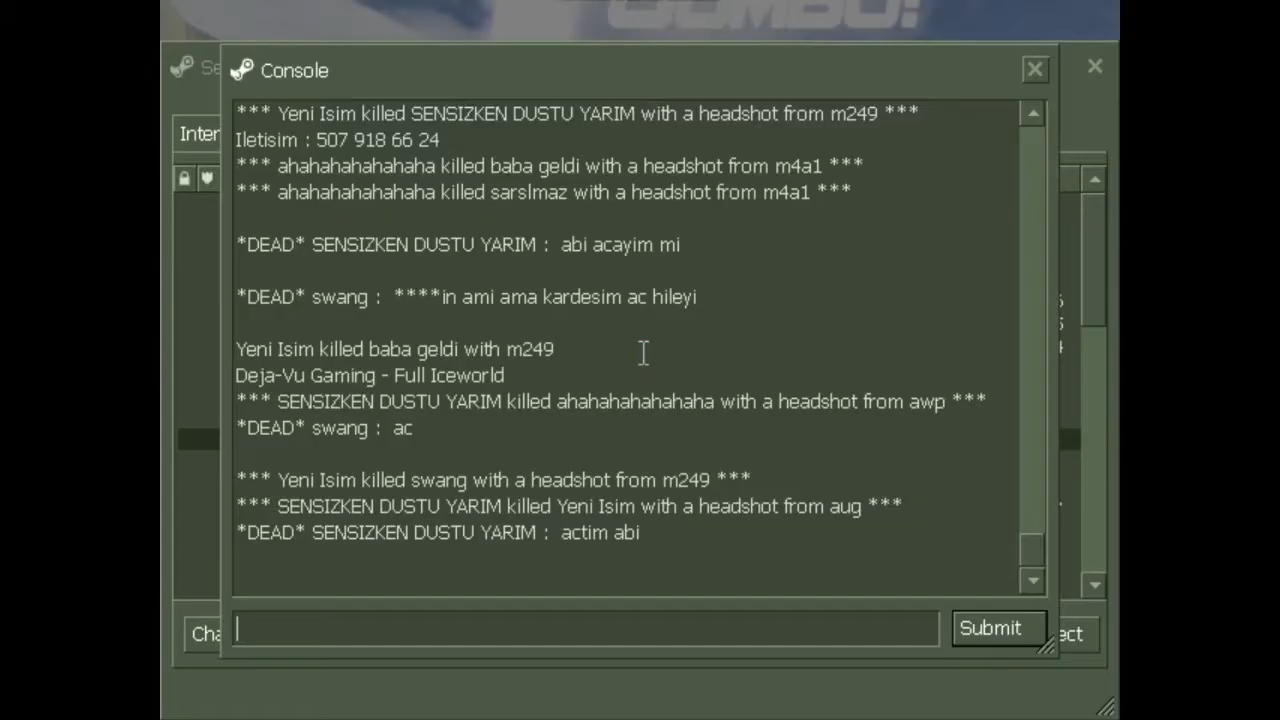 COMBO!
Se
Console
Inter
*** Yeni Isim killed SENSIZKEN DUSTU YARIM with a headshot from m249 ***
Iletisim : 507 918 66 24
*** ahahahahahahaha killed baba geldi with a headshot from m4a1 ***
*** ahahahahahahaha killed sarslmaz with a headshot from m4a1 ***
*DEAD* SENSIZKEN DUSTU YARIM :  abi acayim mi
*DEAD* swang :  ****in ami ama kardesim ac hileyi
Yeni Isim killed baba geldi with m249
Deja-Vu Gaming - Full Iceworld
*** SENSIZKEN DUSTU YARIM killed ahahahahahahaha with a headshot from awp ***
*DEAD* swang :  ac
*** Yeni Isim killed swang with a headshot from m249 ***
*** SENSIZKEN DUSTU YARIM killed Yeni Isim with a headshot from aug ***
*DEAD* SENSIZKEN DUSTU YARIM :  actim abi
Cha
Submit
ect